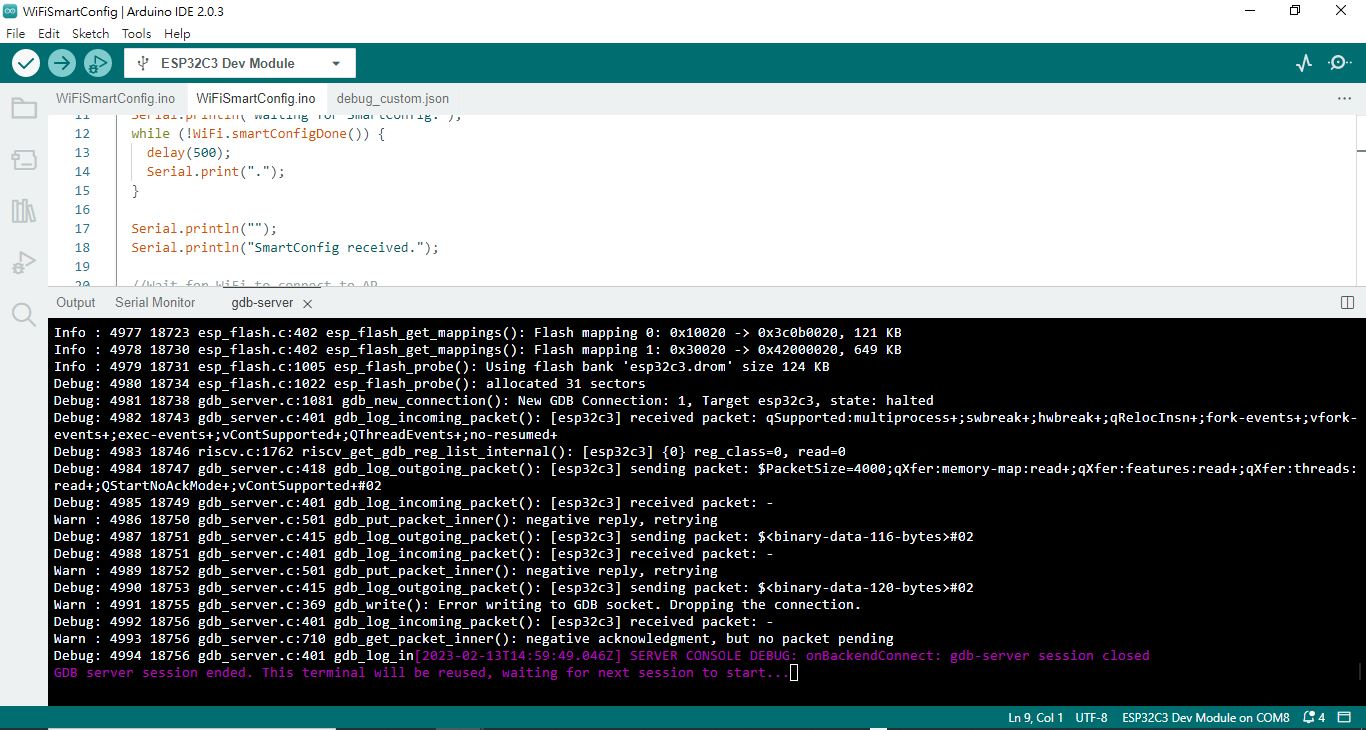 WiFiSmartConfig | Arduino IDE 2.0.3
File Edit Sketch Tools Help
ESP32C3 Dev Module
WiFiSmartConfig.ino WiFiSmartConfig.ino debug_custom.json ...
11 Serial.println("Waiting for SmartConfig.");
12 while (!WiFi.smartConfigDone()) {
13 delay(500);
14 Serial.print(".");
15 }
16
17 Serial.println("");
18 Serial.println("SmartConfig received.");
19
20 //Wait for WiFi to connect to AP
Output Serial Monitor gdb-server
Info : 4977 18723 esp_flash.c:402 esp_flash_get_mappings(): Flash mapping 0: 0x10020 -> 0x3c0b0020, 121 KB
Info : 4978 18730 esp_flash.c:402 esp_flash_get_mappings(): Flash mapping 1: 0x30020 -> 0x42000020, 649 KB
Info : 4979 18731 esp_flash.c:1005 esp_flash_probe(): Using flash bank 'esp32c3.drom' size 124 KB
Debug: 4980 18734 esp_flash.c:1022 esp_flash_probe(): allocated 31 sectors
Debug: 4981 18738 gdb_server.c:1081 gdb_new_connection(): New GDB Connection: 1, Target esp32c3, state: halted
Debug: 4982 18743 gdb_server.c:401 gdb_log_incoming_packet(): [esp32c3] received packet: qSupported:multiprocess+;swbreak+;hwbreak+;qRelocInsn+;fork-events+;vfork-
events+;exec-events+;vContSupported+;QThreadEvents+;no-resumed+
Debug: 4983 18746 riscv.c:1762 riscv_get_gdb_reg_list_internal(): [esp32c3] {0} reg_class=0, read=0
Debug: 4984 18747 gdb_server.c:418 gdb_log_outgoing_packet(): [esp32c3] sending packet: $PacketSize=4000;qXfer:memory-map:read+;qXfer:features:read+;qXfer:threads:
read+;QStartNoAckMode+;vContSupported+#02
Debug: 4985 18749 gdb_server.c:401 gdb_log_incoming_packet(): [esp32c3] received packet: -
Warn : 4986 18750 gdb_server.c:501 gdb_put_packet_inner(): negative reply, retrying
Debug: 4987 18751 gdb_server.c:415 gdb_log_outgoing_packet(): [esp32c3] sending packet: $<binary-data-116-bytes>#02
Debug: 4988 18751 gdb_server.c:401 gdb_log_incoming_packet(): [esp32c3] received packet: -
Warn : 4989 18752 gdb_server.c:501 gdb_put_packet_inner(): negative reply, retrying
Debug: 4990 18753 gdb_server.c:415 gdb_log_outgoing_packet(): [esp32c3] sending packet: $<binary-data-120-bytes>#02
Warn : 4991 18755 gdb_server.c:369 gdb_write(): Error writing to GDB socket. Dropping the connection.
Debug: 4992 18756 gdb_server.c:401 gdb_log_incoming_packet(): [esp32c3] received packet: -
Warn : 4993 18756 gdb_server.c:710 gdb_get_packet_inner(): negative acknowledgment, but no packet pending
Debug: 4994 18756 gdb_server.c:401 gdb_log_in[2023-02-13T14:59:49.046Z] SERVER CONSOLE DEBUG: onBackendConnect: gdb-server session closed
GDB server session ended. This terminal will be reused, waiting for next session to start...
Ln 9, Col 1 UTF-8 ESP32C3 Dev Module on COM8 4